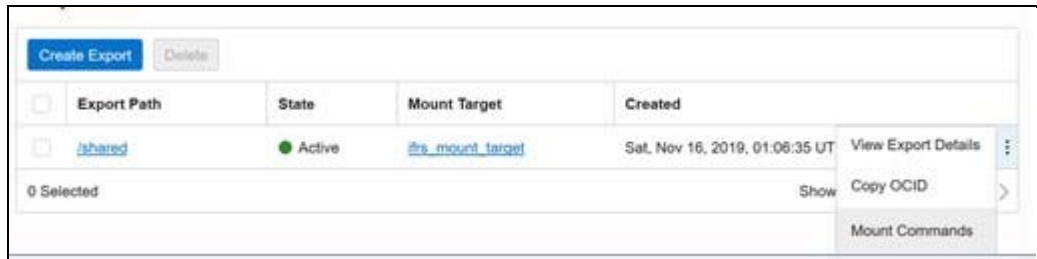 Create Export Delete
Export Path State Mount Target Created
/shared Active ifrs_mount_target Sat, Nov 16, 2019, 01:06:35 UT View Export Details
0 Selected Show Copy OCID
Mount Commands